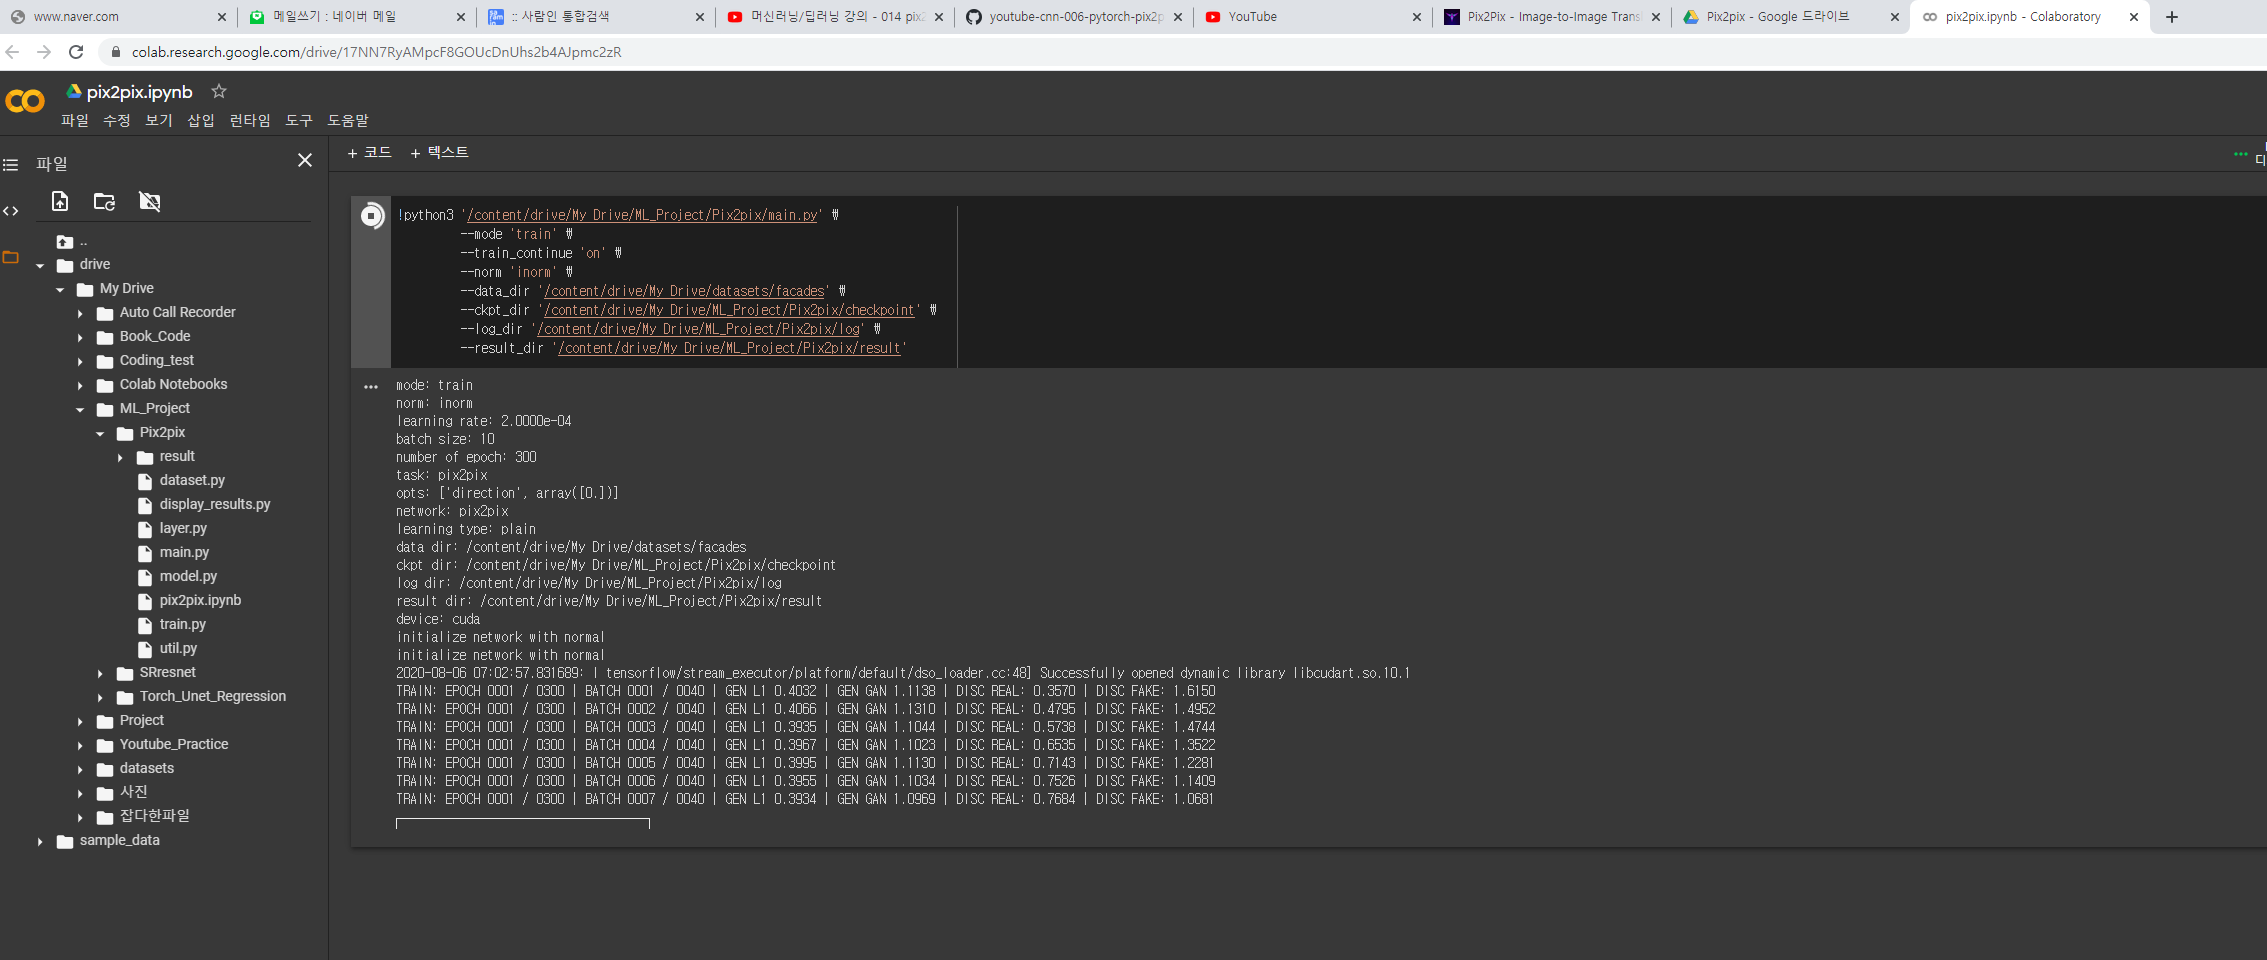 www.naver.com
메일쓰기 : 네이버 메일
:: 사람인 통합검색
머신러닝/딥러닝 강의 - 014 pix2
youtube-cnn-006-pytorch-pix2p
YouTube
Pix2Pix - Image-to-Image Trans
Pix2pix - Google 드라이브
pix2pix.ipynb - Colaboratory
colab.research.google.com/drive/17NN7RyAMpcF8GOUcDnUhs2b4AJpmc2zR
pix2pix.ipynb
파일 수정 보기 삽입 런타임 도구 도움말
파일
+ 코드 + 텍스트
디
..
drive
My Drive
Auto Call Recorder
Book_Code
Coding_test
Colab Notebooks
ML_Project
Pix2pix
result
dataset.py
display_results.py
layer.py
main.py
model.py
pix2pix.ipynb
train.py
util.py
SRresnet
Torch_Unet_Regression
Project
Youtube_Practice
datasets
사진
잡다한파일
sample_data
!python3 '/content/drive/My Drive/ML_Project/Pix2pix/main.py' ₩
--mode 'train' ₩
--train_continue 'on' ₩
--norm 'inorm' ₩
--data_dir '/content/drive/My Drive/datasets/facades' ₩
--ckpt_dir '/content/drive/My Drive/ML_Project/Pix2pix/checkpoint' ₩
--log_dir '/content/drive/My Drive/ML_Project/Pix2pix/log' ₩
--result_dir '/content/drive/My Drive/ML_Project/Pix2pix/result'
mode: train
norm: inorm
learning rate: 2.0000e-04
batch size: 10
number of epoch: 300
task: pix2pix
opts: ['direction', array([0.])]
network: pix2pix
learning type: plain
data dir: /content/drive/My Drive/datasets/facades
ckpt dir: /content/drive/My Drive/ML_Project/Pix2pix/checkpoint
log dir: /content/drive/My Drive/ML_Project/Pix2pix/log
result dir: /content/drive/My Drive/ML_Project/Pix2pix/result
device: cuda
initialize network with normal
initialize network with normal
2020-08-06 07:02:57.831689: I tensorflow/stream_executor/platform/default/dso_loader.cc:48] Successfully opened dynamic library libcudart.so.10.1
TRAIN: EPOCH 0001 / 0300 | BATCH 0001 / 0040 | GEN L1 0.4032 | GEN GAN 1.1138 | DISC REAL: 0.3570 | DISC FAKE: 1.6150
TRAIN: EPOCH 0001 / 0300 | BATCH 0002 / 0040 | GEN L1 0.4066 | GEN GAN 1.1310 | DISC REAL: 0.4795 | DISC FAKE: 1.4952
TRAIN: EPOCH 0001 / 0300 | BATCH 0003 / 0040 | GEN L1 0.3935 | GEN GAN 1.1044 | DISC REAL: 0.5738 | DISC FAKE: 1.4744
TRAIN: EPOCH 0001 / 0300 | BATCH 0004 / 0040 | GEN L1 0.3967 | GEN GAN 1.1023 | DISC REAL: 0.6535 | DISC FAKE: 1.3522
TRAIN: EPOCH 0001 / 0300 | BATCH 0005 / 0040 | GEN L1 0.3995 | GEN GAN 1.1130 | DISC REAL: 0.7143 | DISC FAKE: 1.2281
TRAIN: EPOCH 0001 / 0300 | BATCH 0006 / 0040 | GEN L1 0.3955 | GEN GAN 1.1034 | DISC REAL: 0.7526 | DISC FAKE: 1.1409
TRAIN: EPOCH 0001 / 0300 | BATCH 0007 / 0040 | GEN L1 0.3934 | GEN GAN 1.0969 | DISC REAL: 0.7684 | DISC FAKE: 1.0681